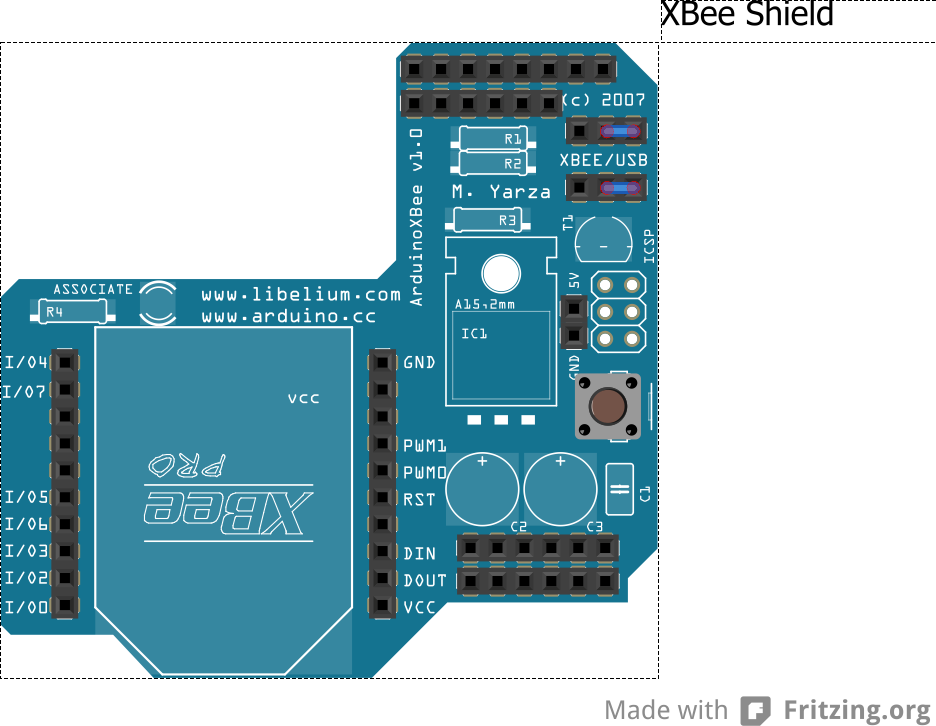 XBee Shield
(c) 2007
R1
XBEE/USB
R2
M. Yarza
R3
ArduinoXBee v1.0
T1
ICSP
5V
ASSOCIATE
www.libelium.com
www.arduino.cc
R4
A15,2mm
IC1
GND
I/O4
GND
I/O7
VCC
PWM1
PWM0
PRO
XBee
I/O5
RST
C1
I/O6
C2
C3
I/O3
DIN
I/O2
DOUT
I/O0
VCC
Made with Fritzing.org